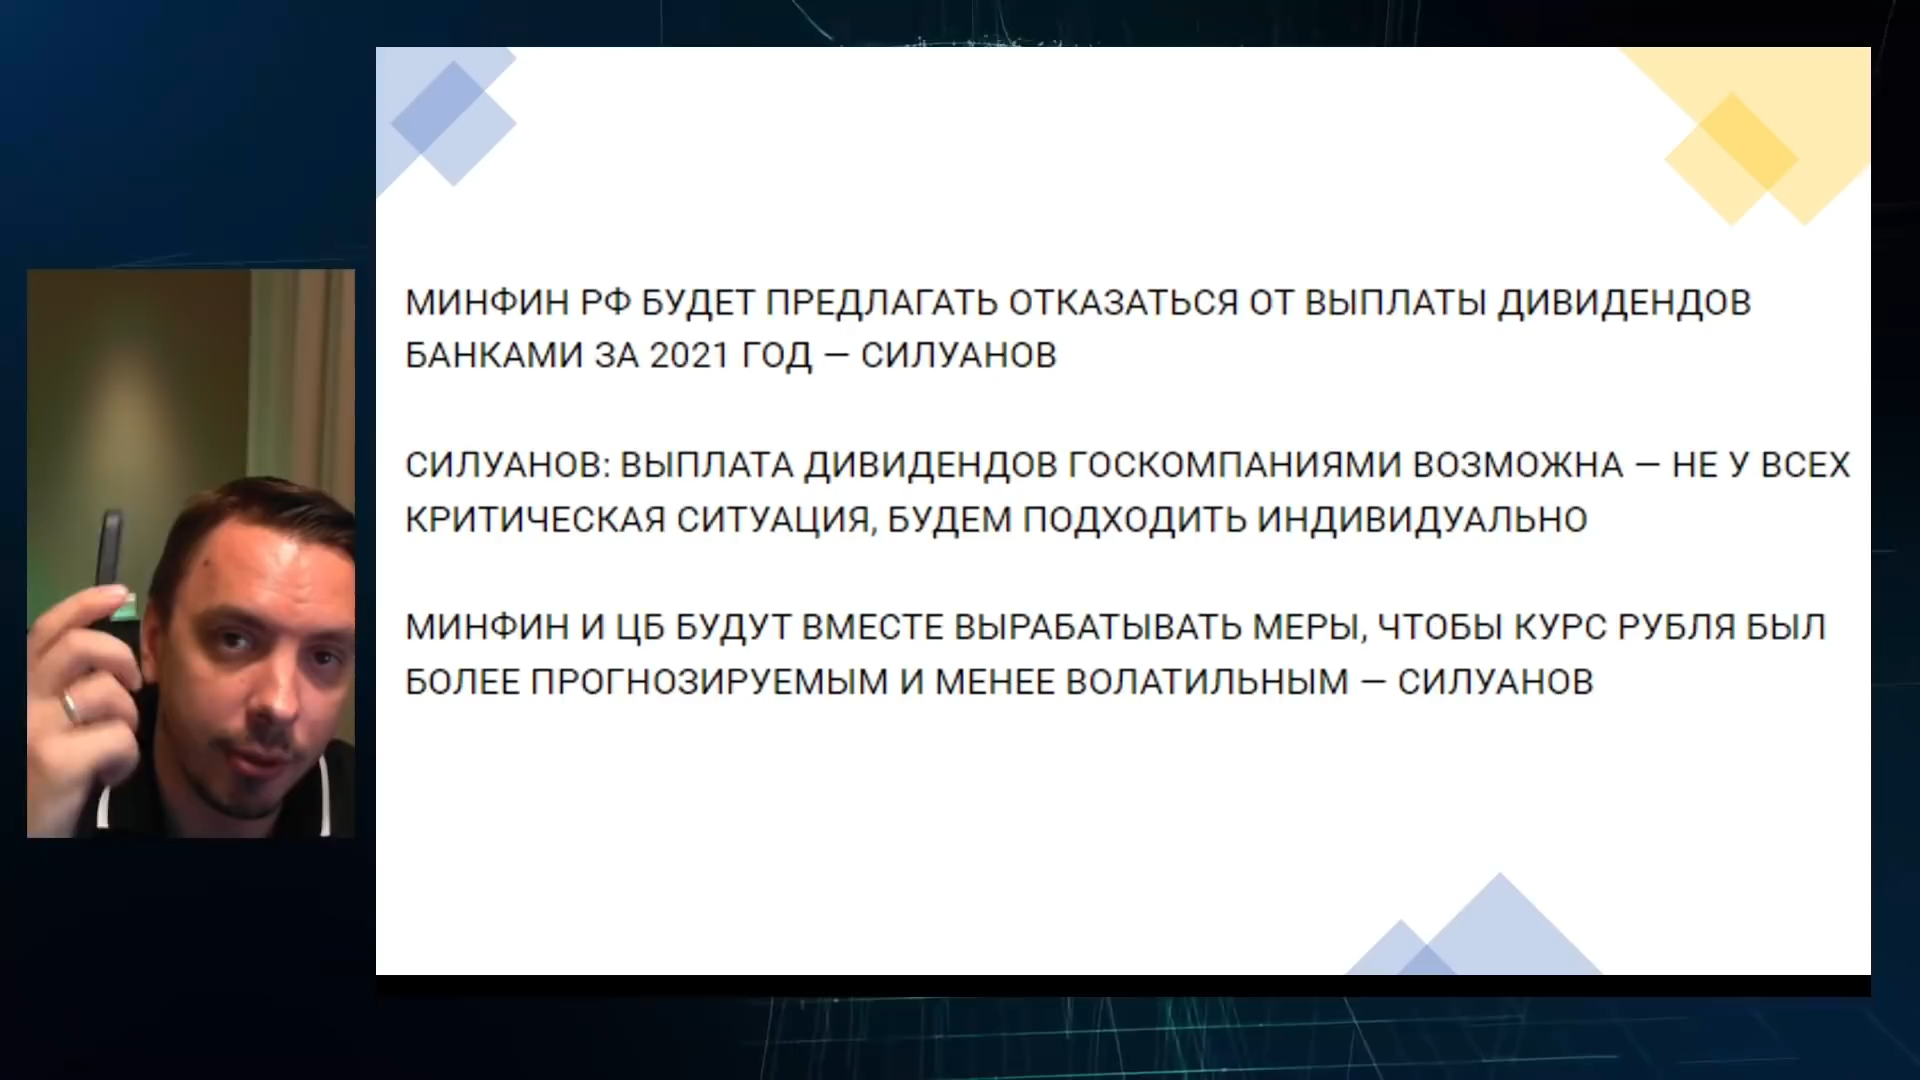 МИНФИН РФ БУДЕТ ПРЕДЛАГАТЬ ОТКАЗАТЬСЯ ОТ ВЫПЛАТЫ ДИВИДЕНДОВ
БАНКАМИ ЗА 2021 ГОД — СИЛУАНОВ
СИЛУАНОВ: ВЫПЛАТА ДИВИДЕНДОВ ГОСКОМПАНИЯМИ ВОЗМОЖНА — НЕ У ВСЕХ
КРИТИЧЕСКАЯ СИТУАЦИЯ, БУДЕМ ПОДХОДИТЬ ИНДИВИДУАЛЬНО
МИНФИН И ЦБ БУДУТ ВМЕСТЕ ВЫРАБАТЫВАТЬ МЕРЫ, ЧТОБЫ КУРС РУБЛЯ БЫЛ
БОЛЕЕ ПРОГНОЗИРУЕМЫМ И МЕНЕЕ ВОЛАТИЛЬНЫМ — СИЛУАНОВ